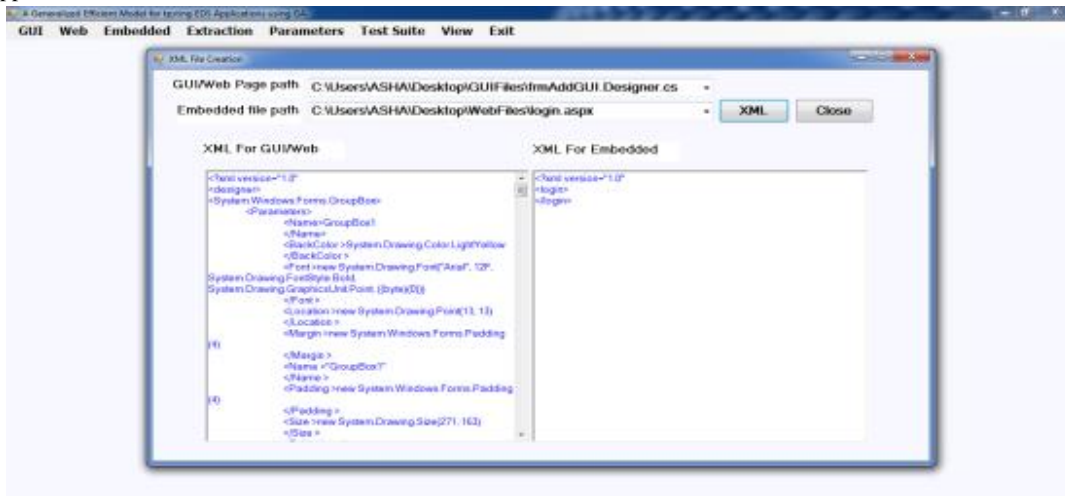 A Generalized Efficient Model for testing EDS Applications using GA
GUI Web Embedded Extraction Parameters Test Suite View Exit
XML File Creation
GUI/Web Page path C:\Users\ASHA\Desktop\GUIFiles\frmAddGUI.Designer.cs
Embedded file path C:\Users\ASHA\Desktop\WebFiles\login.aspx XML Close
XML For GUI/Web XML For Embedded
<?xml version="1.0"
<designer>
<System.Windows.Forms.GroupBox>
<Parameters>
<Name>GroupBox1
</Name>
<BackColor >System.Drawing.Color.LightYellow
</BackColor >
<Font >new System.Drawing.Font("Arial", 12F,
System.Drawing.FontStyle.Bold,
System.Drawing.GraphicsUnit.Point, ((byte)(0)))
</Font >
<Location >new System.Drawing.Point(13, 13)
</Location >
<Margin >new System.Windows.Forms.Padding
(4)
</Margin >
<Name >"GroupBox1"
</Name >
<Padding >new System.Windows.Forms.Padding
(4)
</Padding >
<Size >new System.Drawing.Size(271, 163)
</Size >
<?xml version="1.0"
<login>
</login>